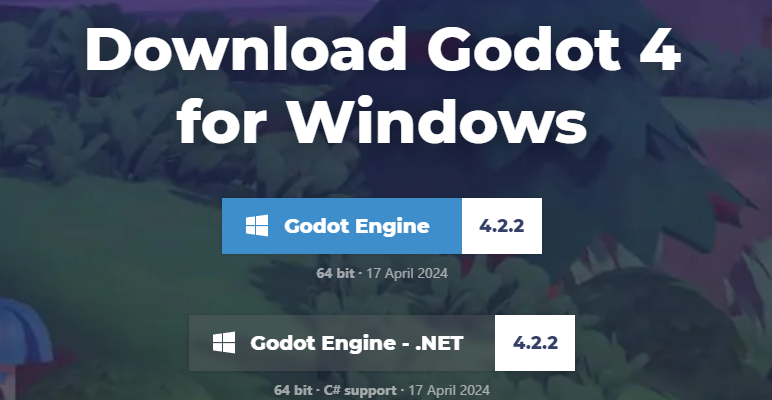 Download Godot 4
for Windows
Godot Engine 4.2.2
64 bit · 17 April 2024
Godot Engine - .NET 4.2.2
64 bit · C# support · 17 April 2024